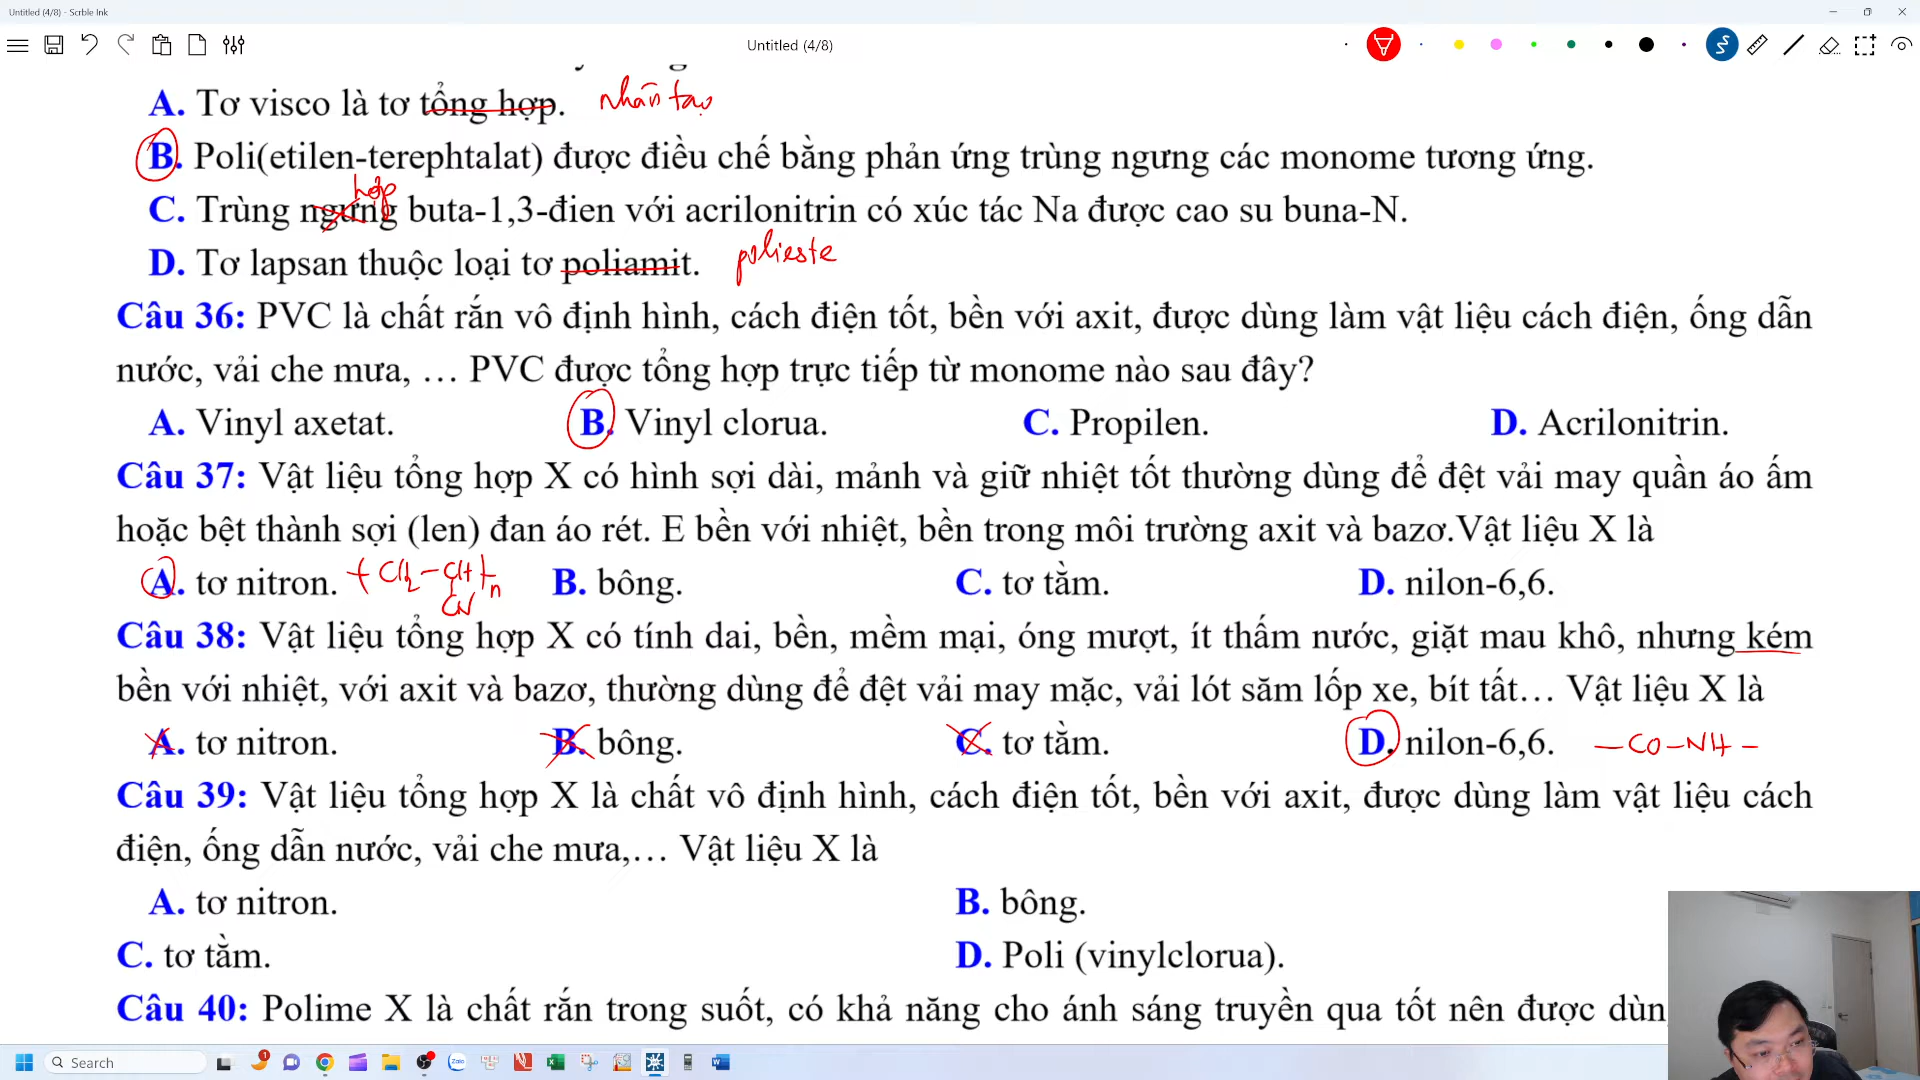 Untitled (4/8) - Scrble Ink
Untitled (4/8)
A. Tơ visco là tơ tổng hợp. nhân tạo
B. Poli(etilen-terephtalat) được điều chế bằng phản ứng trùng ngưng các monome tương ứng.
hợp
C. Trùng ngưng buta-1,3-đien với acrilonitrin có xúc tác Na được cao su buna-N.
D. Tơ lapsan thuộc loại tơ poliamit. polieste
Câu 36: PVC là chất rắn vô định hình, cách điện tốt, bền với axit, được dùng làm vật liệu cách điện, ống dẫn
nước, vải che mưa, … PVC được tổng hợp trực tiếp từ monome nào sau đây?
A. Vinyl axetat. B. Vinyl clorua. C. Propilen. D. Acrilonitrin.
Câu 37: Vật liệu tổng hợp X có hình sợi dài, mảnh và giữ nhiệt tốt thường dùng để đệt vải may quần áo ấm
hoặc bệt thành sợi (len) đan áo rét. E bền với nhiệt, bền trong môi trường axit và bazơ.Vật liệu X là
A. tơ nitron. (CH2-CH)n B. bông. C. tơ tằm. D. nilon-6,6.
CN
Câu 38: Vật liệu tổng hợp X có tính dai, bền, mềm mại, óng mượt, ít thấm nước, giặt mau khô, nhưng kém
bền với nhiệt, với axit và bazơ, thường dùng để đệt vải may mặc, vải lót săm lốp xe, bít tất… Vật liệu X là
A. tơ nitron. B. bông. C. tơ tằm. D. nilon-6,6. -CO-NH-
Câu 39: Vật liệu tổng hợp X là chất vô định hình, cách điện tốt, bền với axit, được dùng làm vật liệu cách
điện, ống dẫn nước, vải che mưa,… Vật liệu X là
A. tơ nitron. B. bông.
C. tơ tằm. D. Poli (vinylclorua).
Câu 40: Polime X là chất rắn trong suốt, có khả năng cho ánh sáng truyền qua tốt nên được dùn
Search